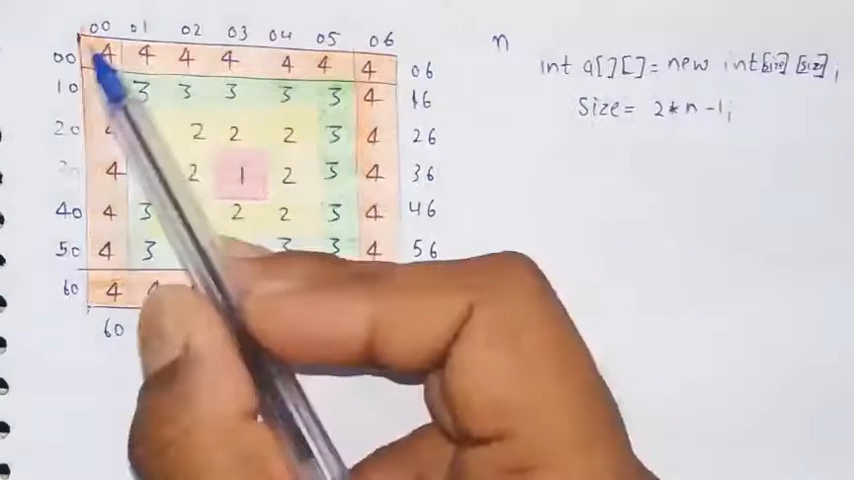 00 01 02 03 04 05 06
n
00 4 4 4 4 4 4 4 06
int a[][]= new int[size][size];
10 3 3 3 3 3 4 16
Size= 2*n-1;
20 2 2 2 3 4 26
4 2 1 2 3 4 36
40 4 3 2 2 3 4 46
50 4 3 3 3 4 56
60 4
60